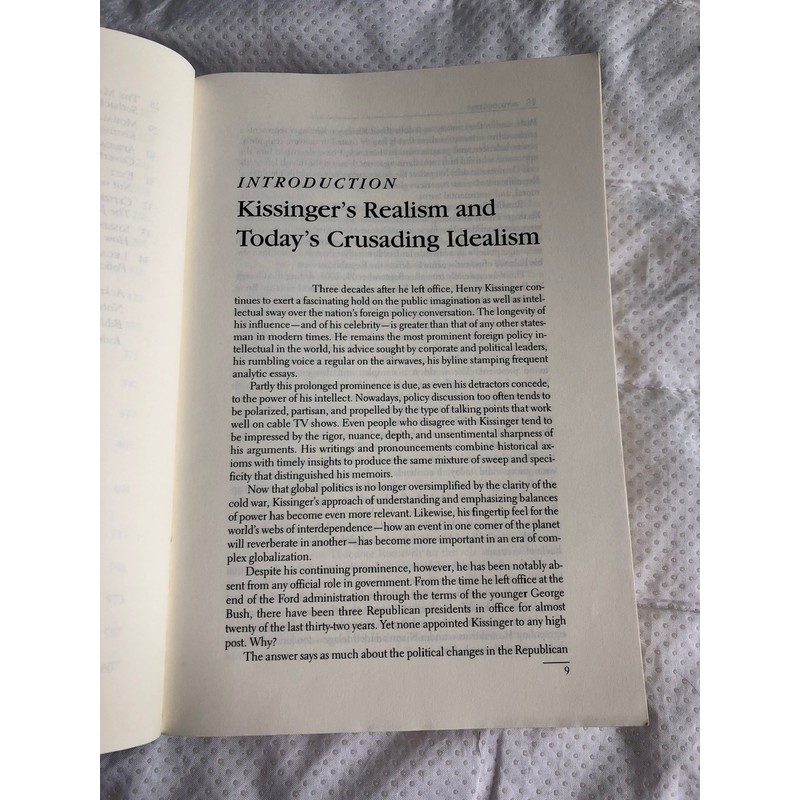 INTRODUCTION
Kissinger's Realism and
Today's Crusading Idealism
Three decades after he left office, Henry Kissinger con-
tinues to exert a fascinating hold on the public imagination as well as intel-
lectual sway over the nation's foreign policy conversation. The longevity of
his influence—and of his celebrity—is greater than that of any other states-
man in modern times. He remains the most prominent foreign policy in-
tellectual in the world, his advice sought by corporate and political leaders,
his rumbling voice a regular on the airwaves, his byline stamping frequent
analytic essays.
Partly this prolonged prominence is due, as even his detractors concede,
to the power of his intellect. Nowadays, policy discussion too often tends to
be polarized, partisan, and propelled by the type of talking points that work
well on cable TV shows. Even people who disagree with Kissinger tend to
be impressed by the rigor, nuance, depth, and unsentimental sharpness of
his arguments. His writings and pronouncements combine historical ax-
ioms with timely insights to produce the same mixture of sweep and speci-
ficity that distinguished his memoirs.
Now that global politics is no longer oversimplified by the clarity of the
cold war, Kissinger's approach of understanding and emphasizing balances
of power has become even more relevant. Likewise, his fingertip feel for the
world's webs of interdependence—how an event in one corner of the planet
will reverberate in another—has become more important in an era of com-
plex globalization.
Despite his continuing prominence, however, he has been notably ab-
sent from any official role in government. From the time he left office at the
end of the Ford administration through the terms of the younger George
Bush, there have been three Republican presidents in office for almost
twenty of the last thirty-two years. Yet none appointed Kissinger to any high
post. Why?
The answer says as much about the political changes in the Republican
9